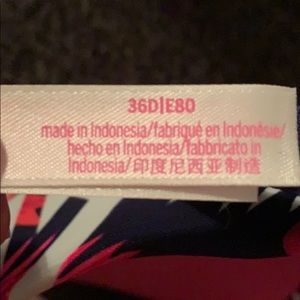 36D|E80
made in Indonesia/fabriqué en Indonésie/
hecho en Indonesia/fabbricato in
Indonesia/印度尼西亚制造